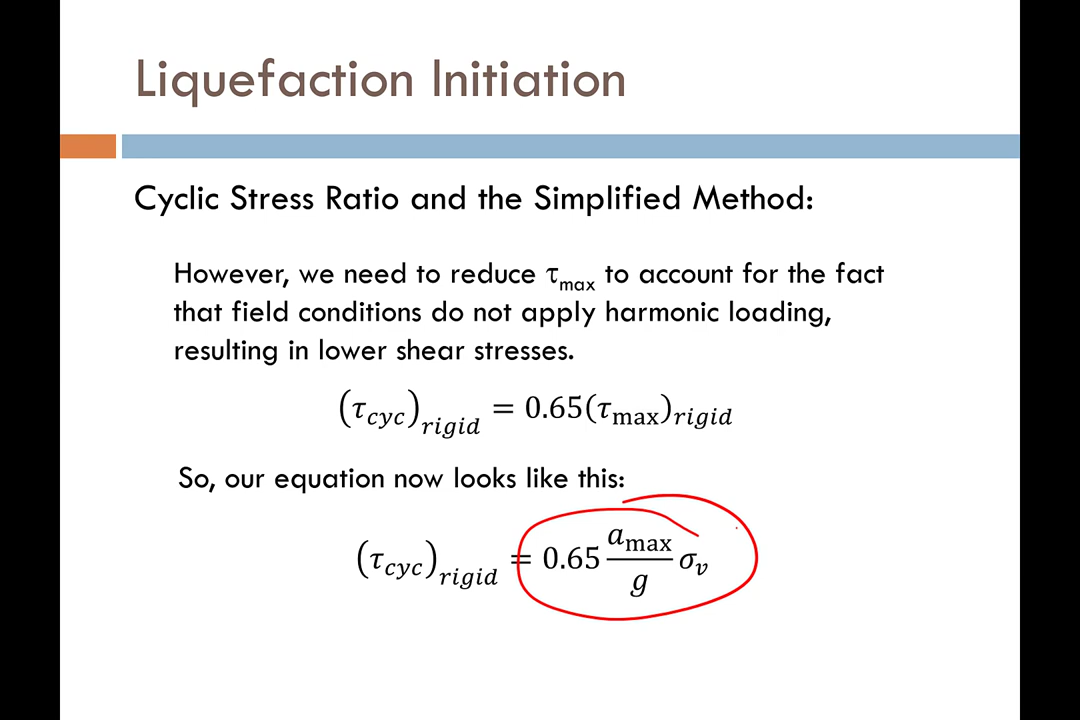 Liquefaction Initiation
Cyclic Stress Ratio and the Simplified Method:
However, we need to reduce τmax to account for the fact
that field conditions do not apply harmonic loading,
resulting in lower shear stresses.
(τcyc)rigid = 0.65(τmax)rigid
So, our equation now looks like this:
(τcyc)rigid = 0.65 amax/g σv